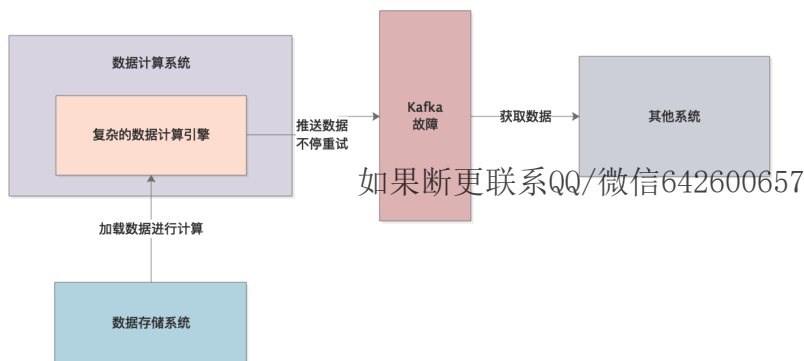 数据计算系统
复杂的数据计算引擎
推送数据
不停重试
Kafka
故障
获取数据
其他系统
如果断更联系QQ/微信642600657
加载数据进行计算
数据存储系统